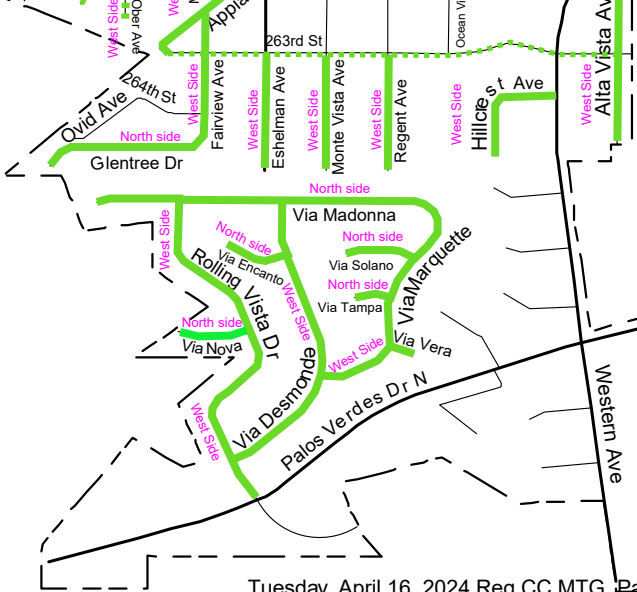 West Side
Ober Ave
Appia
Ocean Vi
West Side
Alta Vista Av
263rd St
264th St
Ovid Ave
West Side
Fairview Ave
West Side
Eshelman Ave
West Side
Monte Vista Ave
West Side
Regent Ave
West Side
Hillcrest Ave
North side
Glentree Dr
North side
Via Madonna
West Side
North side
Via Encanto
North side
Via Solano
Via Marquette
Rolling Vista Dr
West Side
North side
Via Tampa
North side
Via Nova
West Side
Via Vera
West Side
Via Desmonde
Palos Verdes Dr N
Western Ave
Tuesday, April 16, 2024 Reg CC MTG, Pa